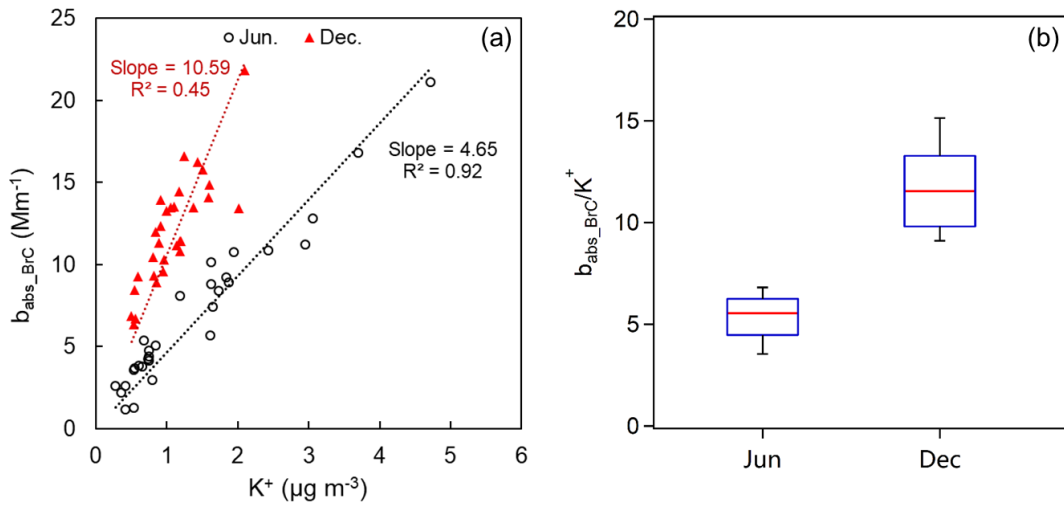 25
20
15
10
5
0
b_abs_BrC (Mm⁻¹)
Jun.
Dec.
(a)
Slope = 10.59
R² = 0.45
Slope = 4.65
R² = 0.92
0 1 2 3 4 5 6
K⁺ (μg m⁻³)
20
15
10
5
0
b_abs_BrC/K⁺
(b)
Jun Dec